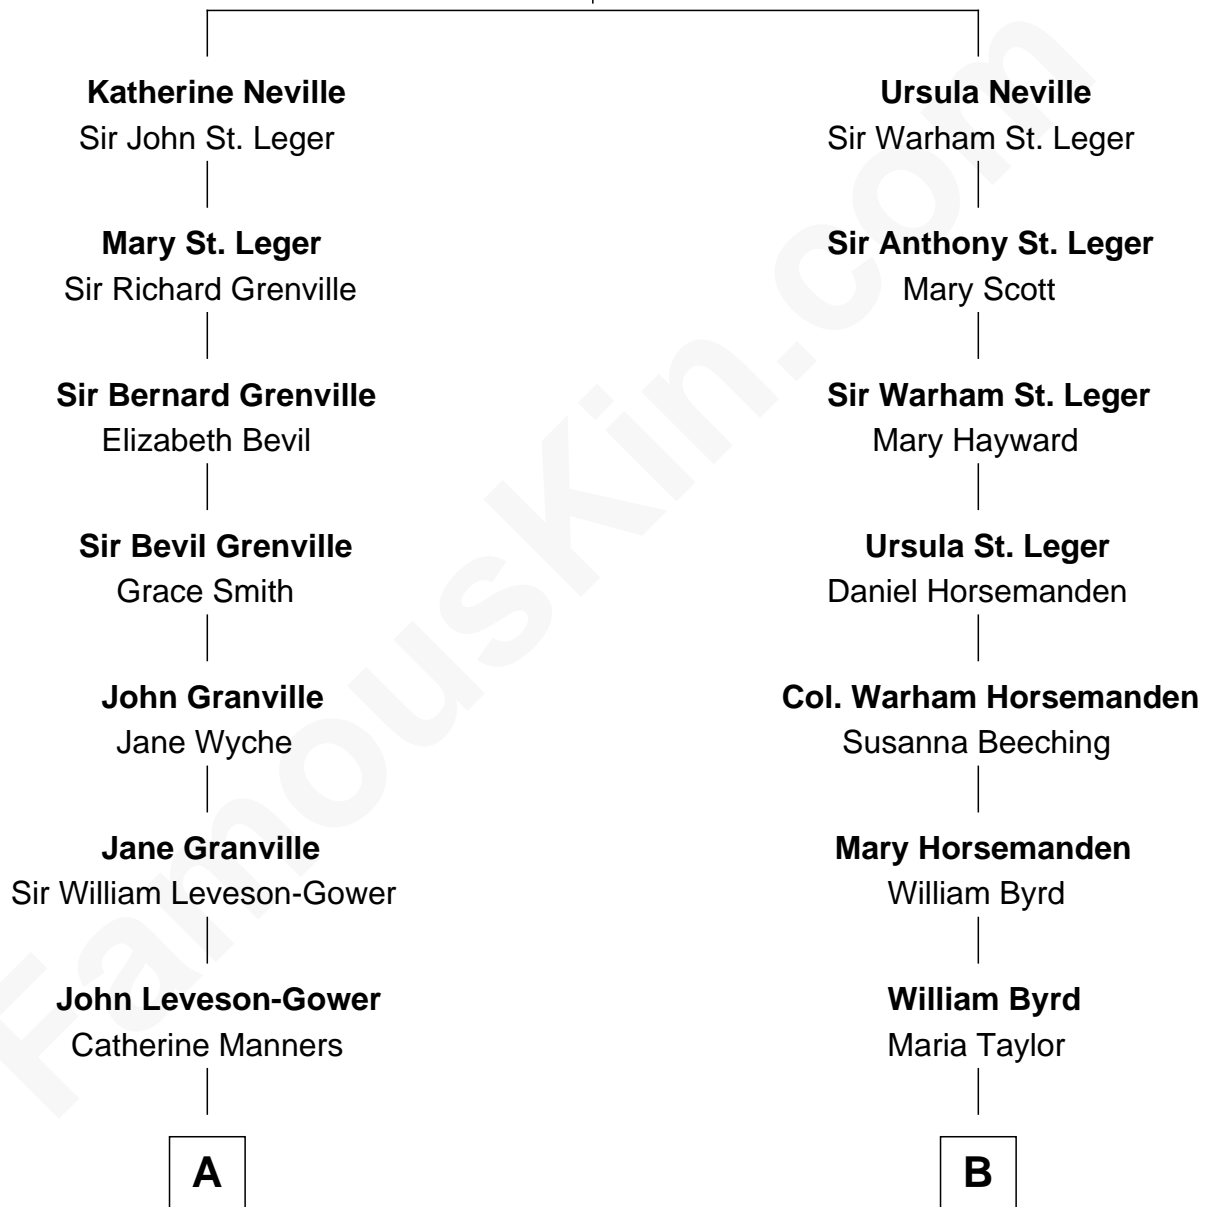 Katherine Neville
Sir John St. Leger
Mary St. Leger
Sir Richard Grenville
Sir Bernard Grenville
Elizabeth Bevil
Sir Bevil Grenville
Grace Smith
John Granville
Jane Wyche
Jane Granville
Sir William Leveson-Gower
John Leveson-Gower
Catherine Manners
A
Ursula Neville
Sir Warham St. Leger
Sir Anthony St. Leger
Mary Scott
Sir Warham St. Leger
Mary Hayward
Ursula St. Leger
Daniel Horsemanden
Col. Warham Horsemanden
Susanna Beeching
Mary Horsemanden
William Byrd
William Byrd
Maria Taylor
B
FamousKin.com